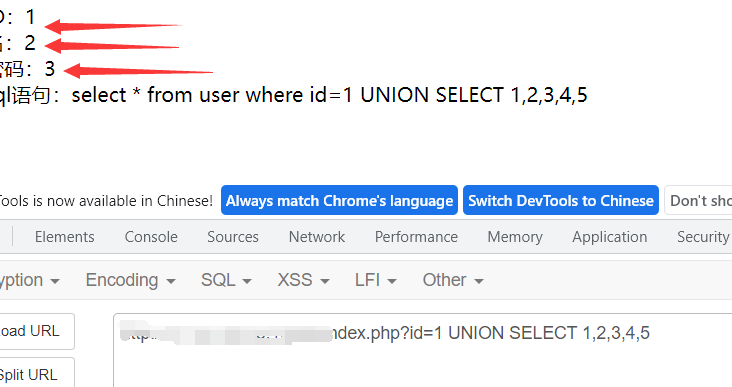 D：1
名：2
密码：3
ql语句：select * from user where id=1 UNION SELECT 1,2,3,4,5
Tools is now available in Chinese! Always match Chrome's language Switch DevTools to Chinese Don't sho
Elements Console Sources Network Performance Memory Application Security
yption Encoding SQL XSS LFI Other
oad URL
ndex.php?id=1 UNION SELECT 1,2,3,4,5
Split URL